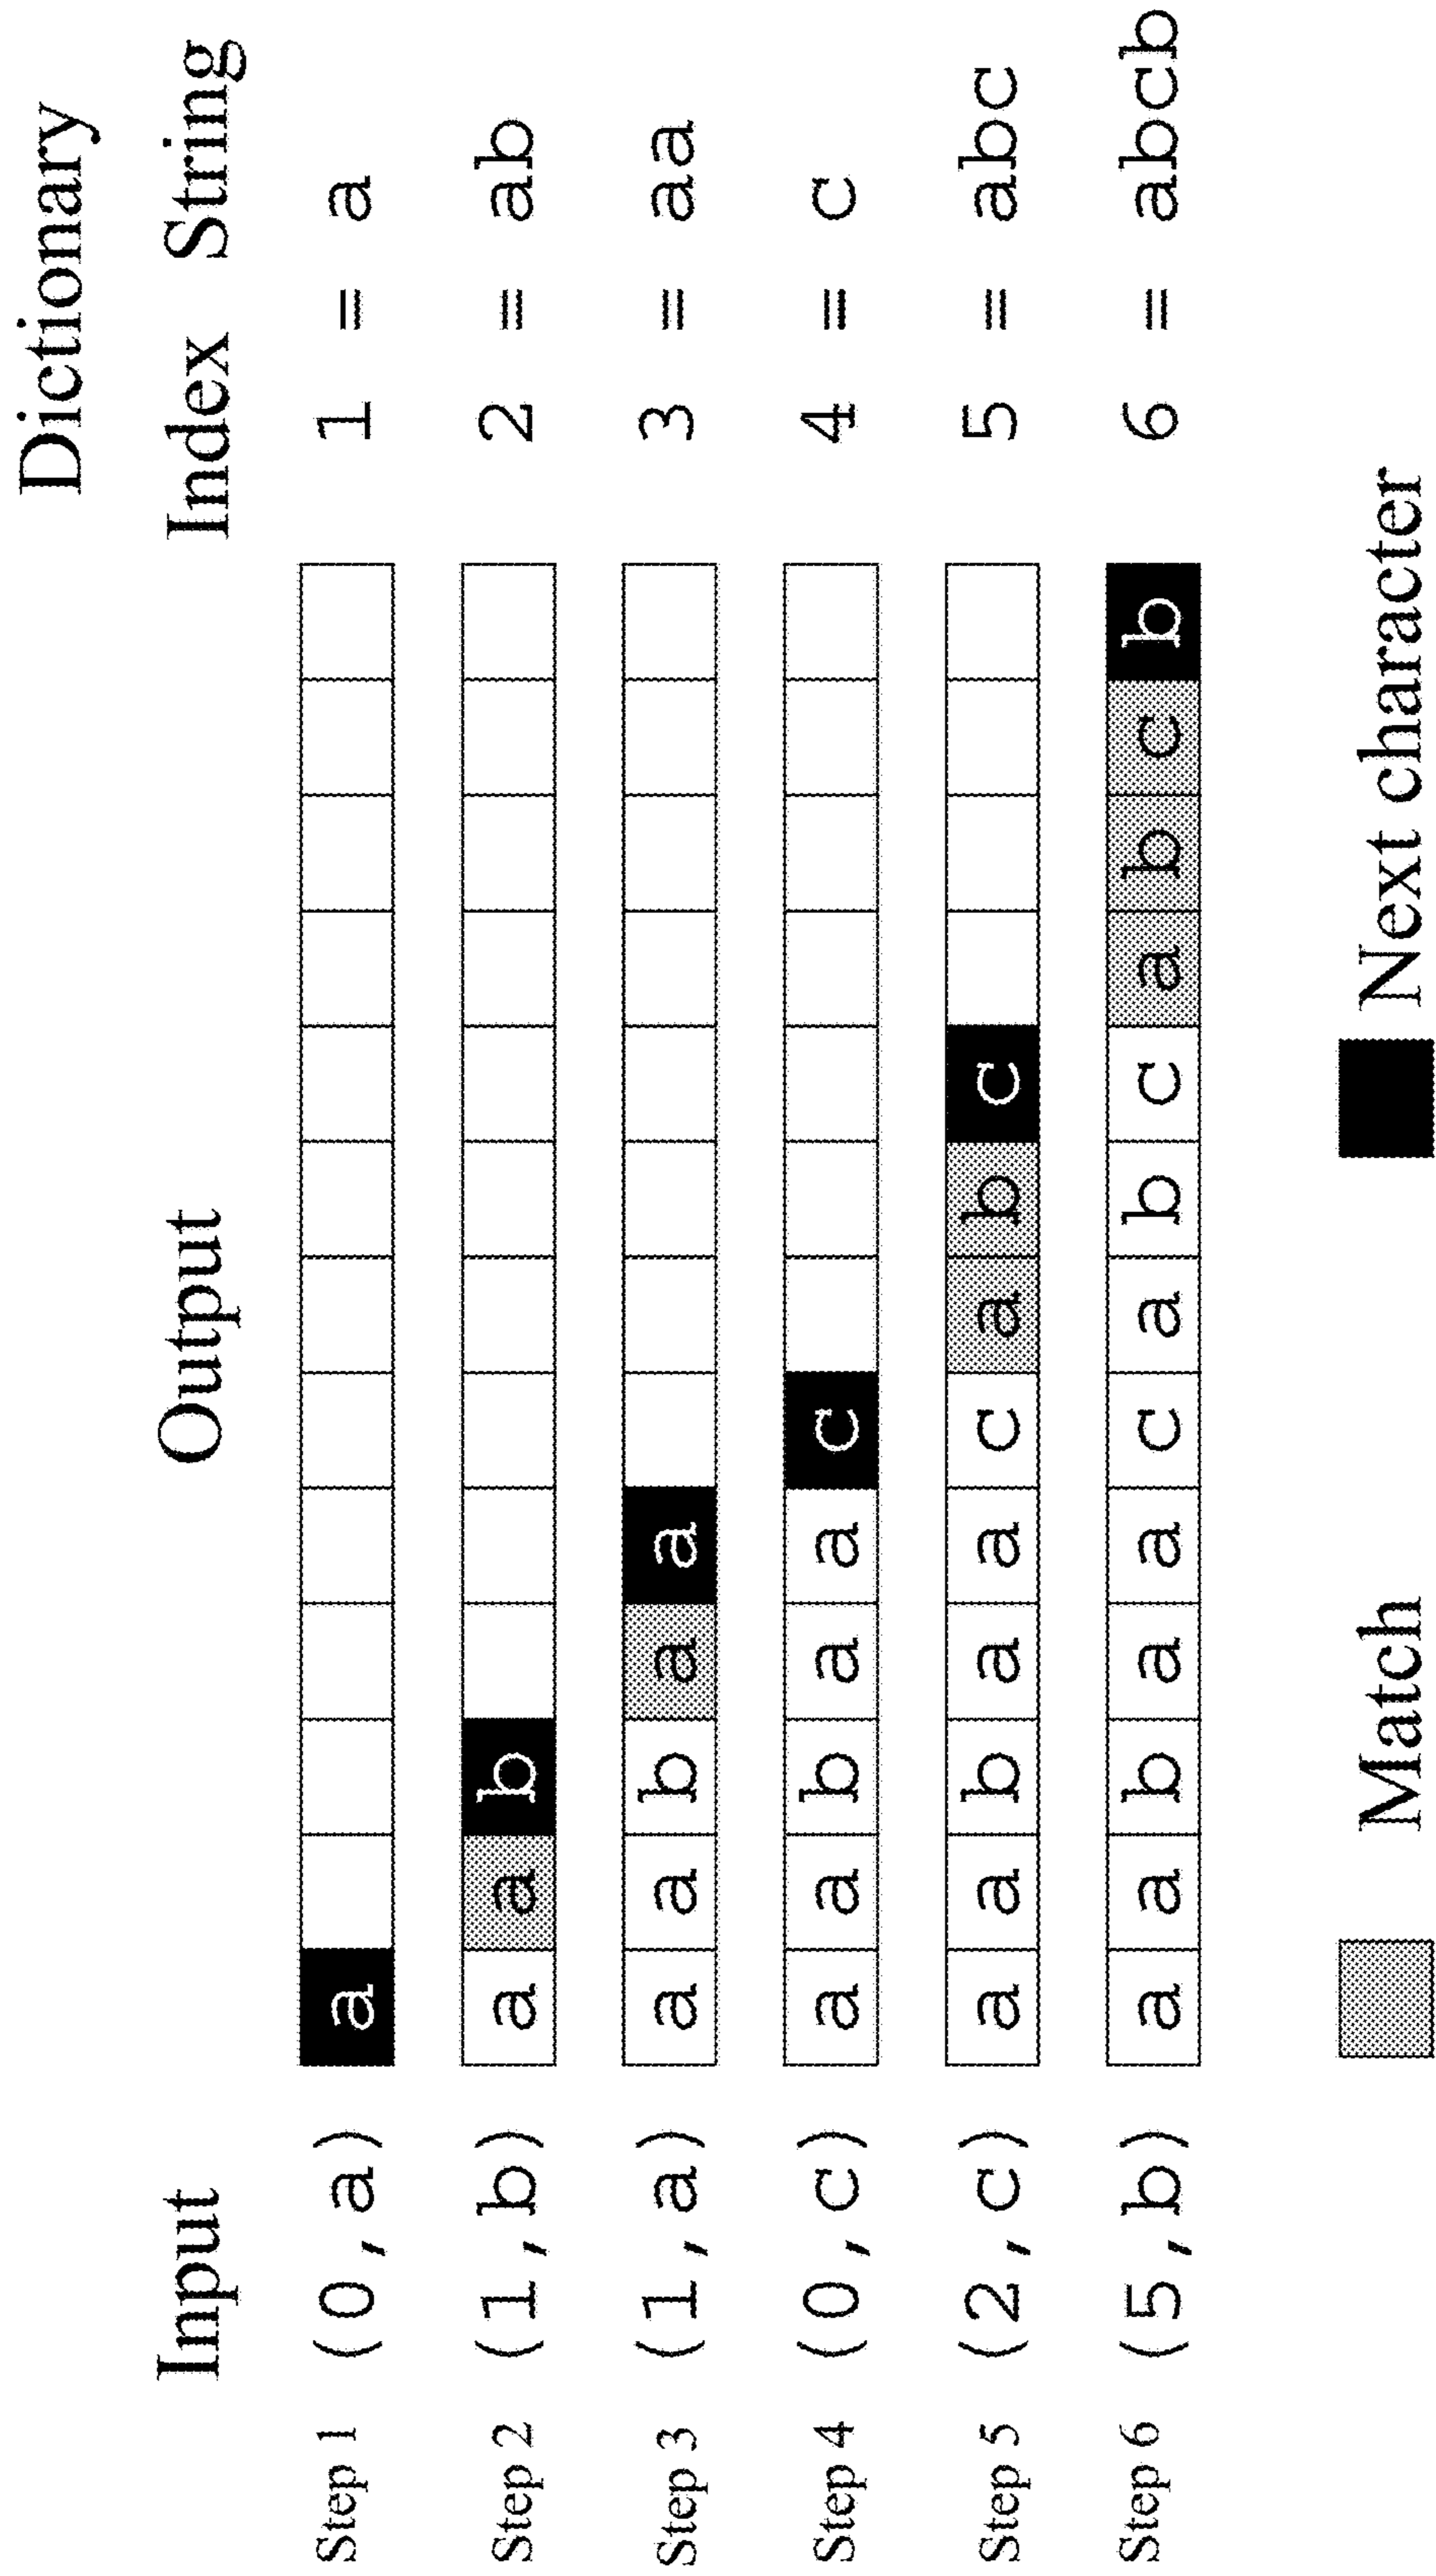 Dictionary
Input Output Index String
Step 1 (0,a) a 1 = a
Step 2 (1,b) a a b 2 = ab
Step 3 (1,a) a a b a a 3 = aa
Step 4 (0,c) a a b a a c 4 = c
Step 5 (2,c) a a b a a c a b c 5 = abc
Step 6 (5,b) a a b a a c a b c a b c b 6 = abcb
Match Next character